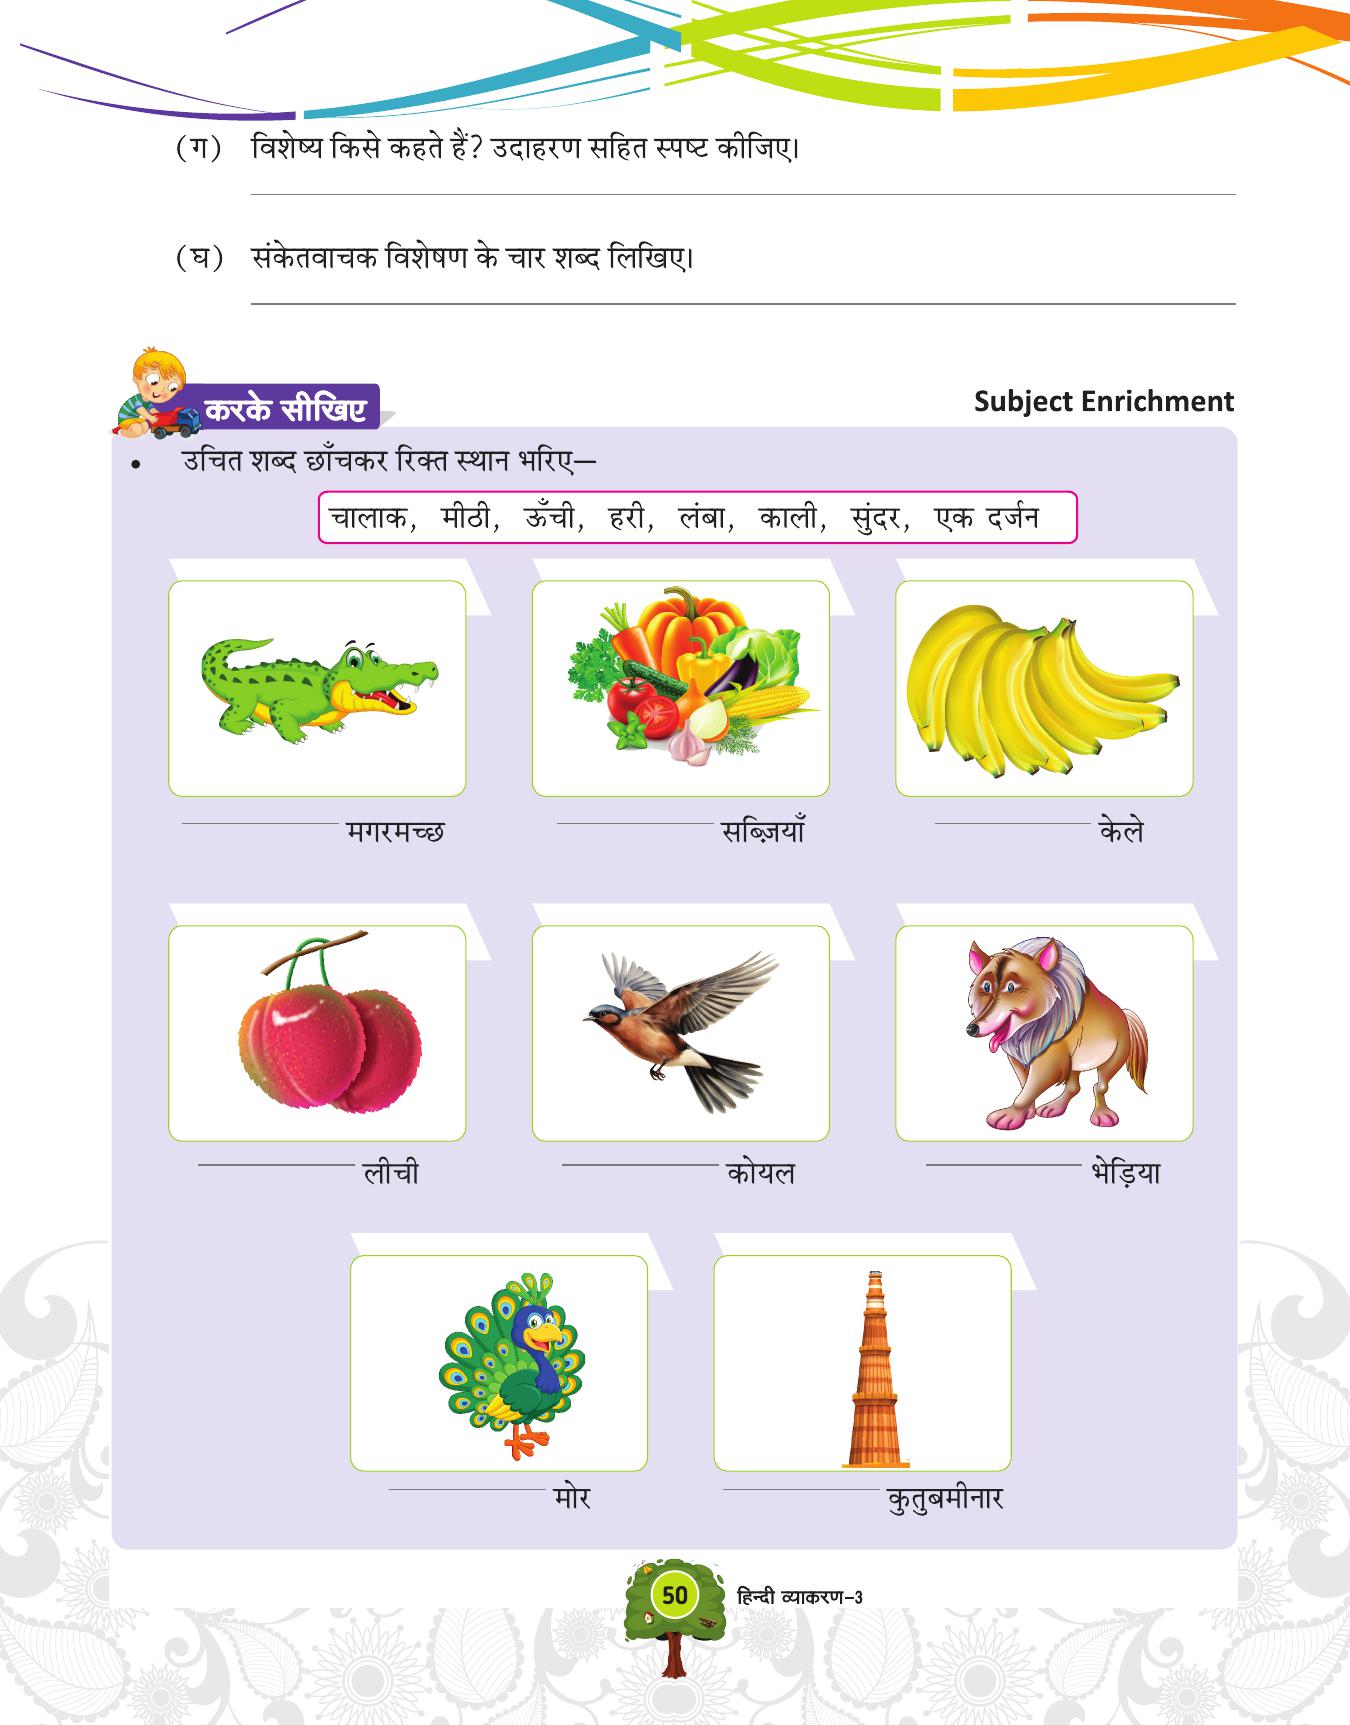 (ग) विशेष्य किसे कहते हैं? उदाहरण सहित स्पष्ट कीजिए।
(घ) संकेतवाचक विशेषण के चार शब्द लिखिए।
करके सीखिए
Subject Enrichment
• उचित शब्द छाँचकर रिक्त स्थान भरिए—
चालाक, मीठी, ऊँची, हरी, लंबा, काली, सुंदर, एक दर्जन
मगरमच्छ
सब्ज़ियाँ
केले
लीची
कोयल
भेड़िया
मोर
कुतुबमीनार
50
हिन्दी व्याकरण-3